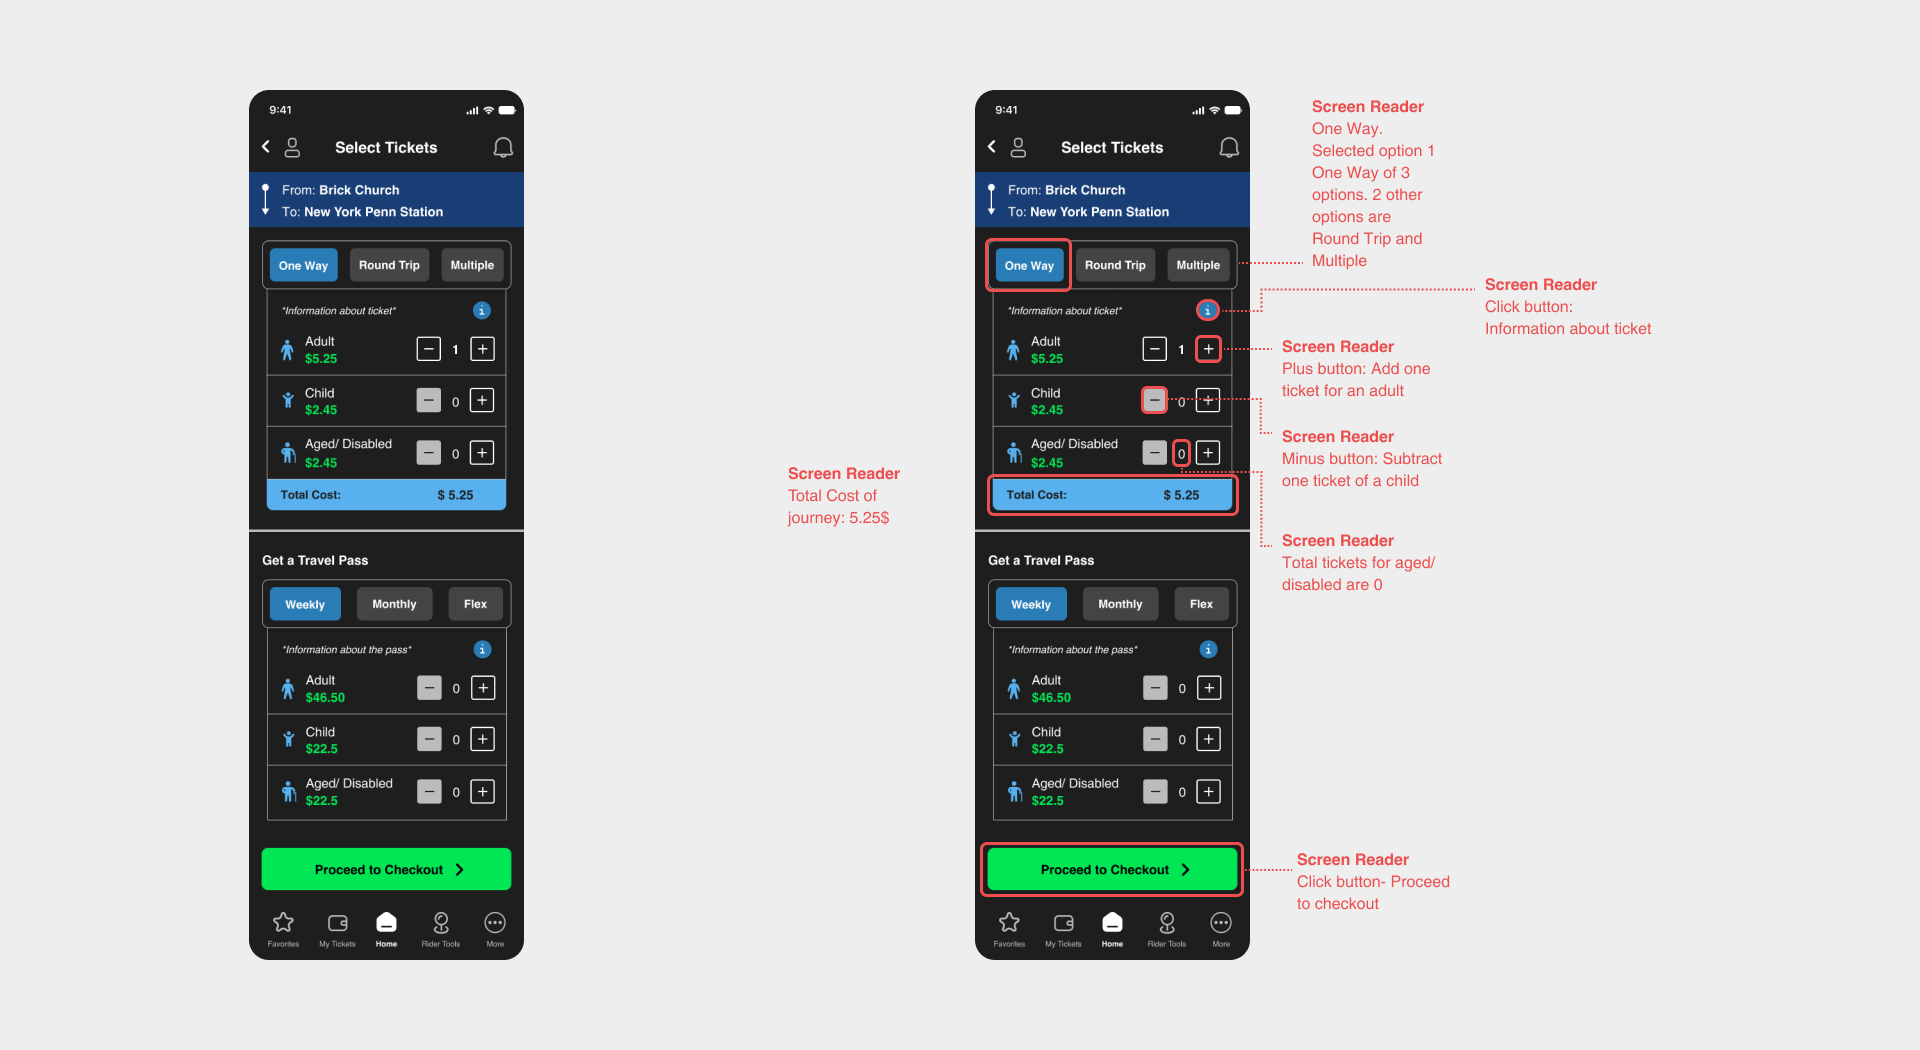 9:41
Select Tickets
From: Brick Church
To: New York Penn Station
One Way
Round Trip
Multiple
*Information about ticket*
i
Adult
$5.25
1
Child
$2.45
0
Aged/ Disabled
$2.45
0
Total Cost:
$ 5.25
Get a Travel Pass
Weekly
Monthly
Flex
*Information about the pass*
i
Adult
$46.50
0
Child
$22.5
0
Aged/ Disabled
$22.5
0
Proceed to Checkout
Favorites
My Tickets
Home
Rider Tools
More
Screen Reader
Total Cost of
journey: 5.25$
9:41
Select Tickets
From: Brick Church
To: New York Penn Station
One Way
Round Trip
Multiple
*Information about ticket*
i
Adult
$5.25
1
Child
$2.45
0
Aged/ Disabled
$2.45
0
Total Cost:
$ 5.25
Get a Travel Pass
Weekly
Monthly
Flex
*Information about the pass*
i
Adult
$46.50
0
Child
$22.5
0
Aged/ Disabled
$22.5
0
Proceed to Checkout
Favorites
My Tickets
Home
Rider Tools
More
Screen Reader
One Way.
Selected option 1
One Way of 3
options. 2 other
options are
Round Trip and
Multiple
Screen Reader
Click button:
Information about ticket
Screen Reader
Plus button: Add one
ticket for an adult
Screen Reader
Minus button: Subtract
one ticket of a child
Screen Reader
Total tickets for aged/
disabled are 0
Screen Reader
Click button- Proceed
to checkout